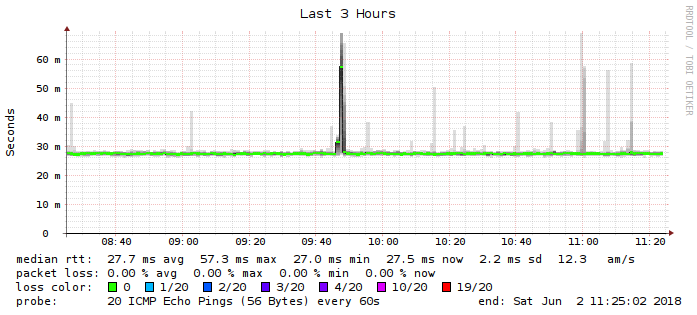 Last 3 Hours
RRDTOOL / TOBI OETIKER
Seconds
60 m
50 m
40 m
30 m
20 m
10 m
0
08:40 09:00 09:20 09:40 10:00 10:20 10:40 11:00 11:20
median rtt: 27.7 ms avg 57.3 ms max 27.0 ms min 27.5 ms now 2.2 ms sd 12.3 am/s
packet loss: 0.00 % avg 0.00 % max 0.00 % min 0.00 % now
loss color: 0 1/20 2/20 3/20 4/20 10/20 19/20
probe: 20 ICMP Echo Pings (56 Bytes) every 60s end: Sat Jun 2 11:25:02 2018